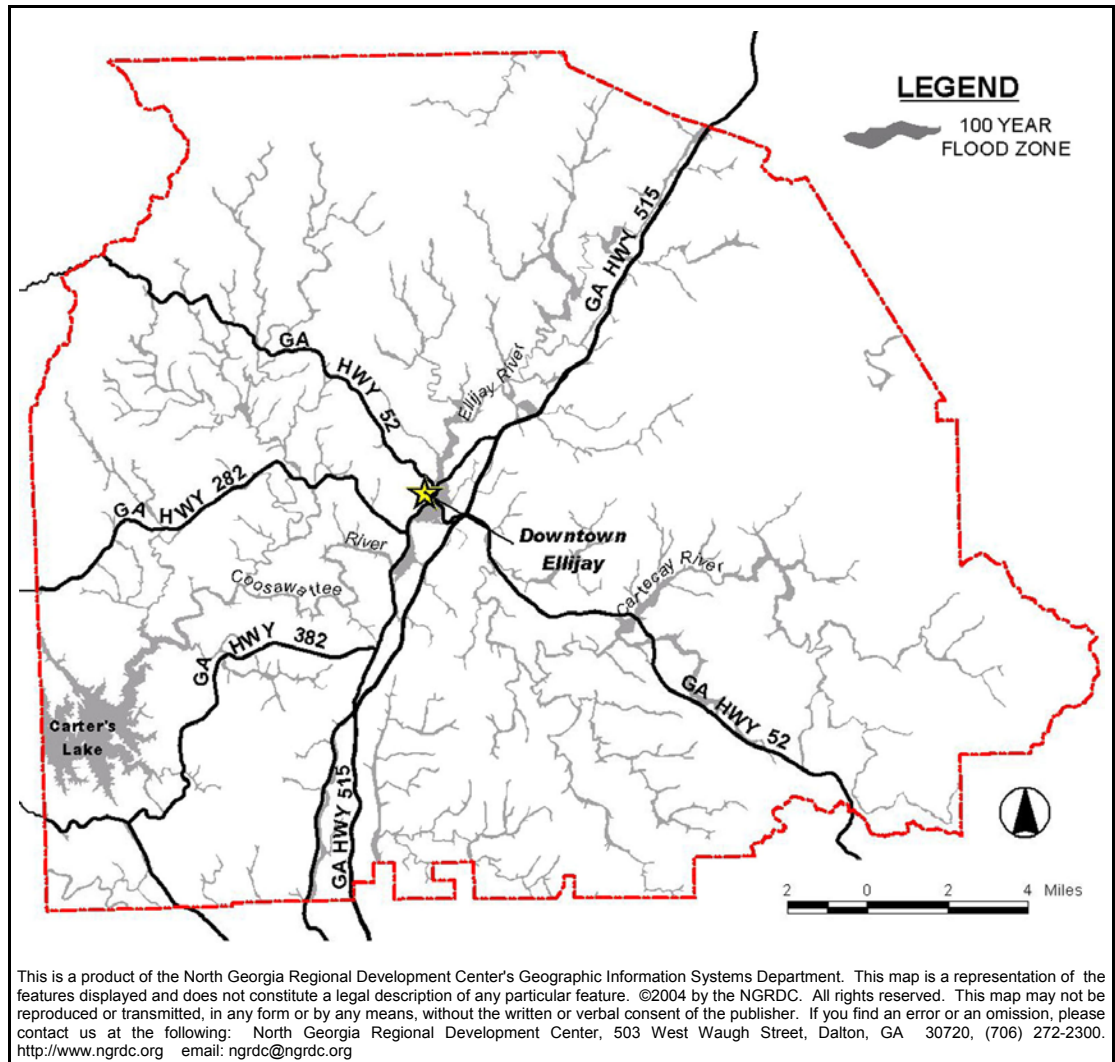 LEGEND
100 YEAR
FLOOD ZONE
GA HWY 515
Ellijay River
GA HWY 52
GA HWY 282
River
Downtown
Ellijay
Coosawattee
Cartecay River
GA HWY 382
GA HWY 52
Carter's
Lake
GA HWY 515
2 0 2 4 Miles
This is a product of the North Georgia Regional Development Center's Geographic Information Systems Department. This map is a representation of the
features displayed and does not constitute a legal description of any particular feature. ©2004 by the NGRDC. All rights reserved. This map may not be
reproduced or transmitted, in any form or by any means, without the written or verbal consent of the publisher. If you find an error or an omission, please
contact us at the following: North Georgia Regional Development Center, 503 West Waugh Street, Dalton, GA 30720, (706) 272-2300.
http://www.ngrdc.org email: ngrdc@ngrdc.org